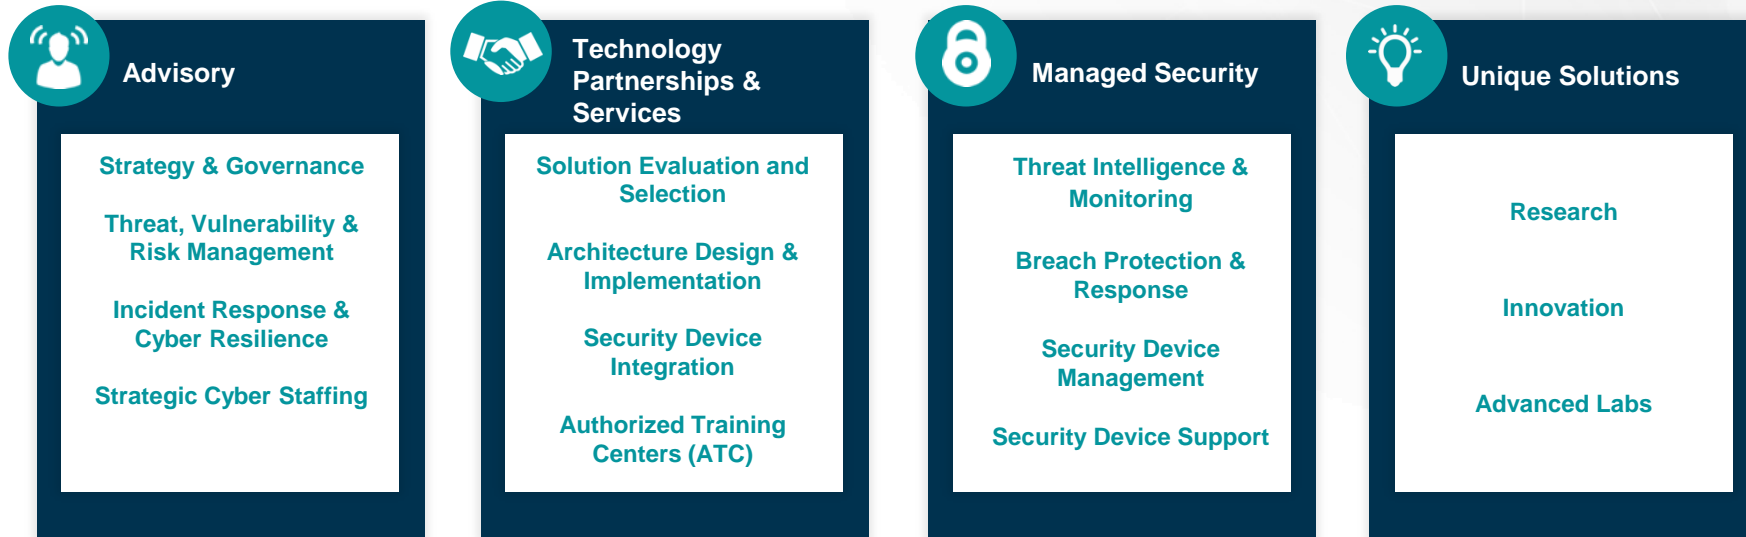 Advisory
Strategy & Governance
Threat, Vulnerability &
Risk Management
Incident Response &
Cyber Resilience
Strategic Cyber Staffing
Technology
Partnerships &
Services
Solution Evaluation and
Selection
Architecture Design &
Implementation
Security Device
Integration
Authorized Training
Centers (ATC)
Managed Security
Threat Intelligence &
Monitoring
Breach Protection &
Response
Security Device
Management
Security Device Support
Unique Solutions
Research
Innovation
Advanced Labs